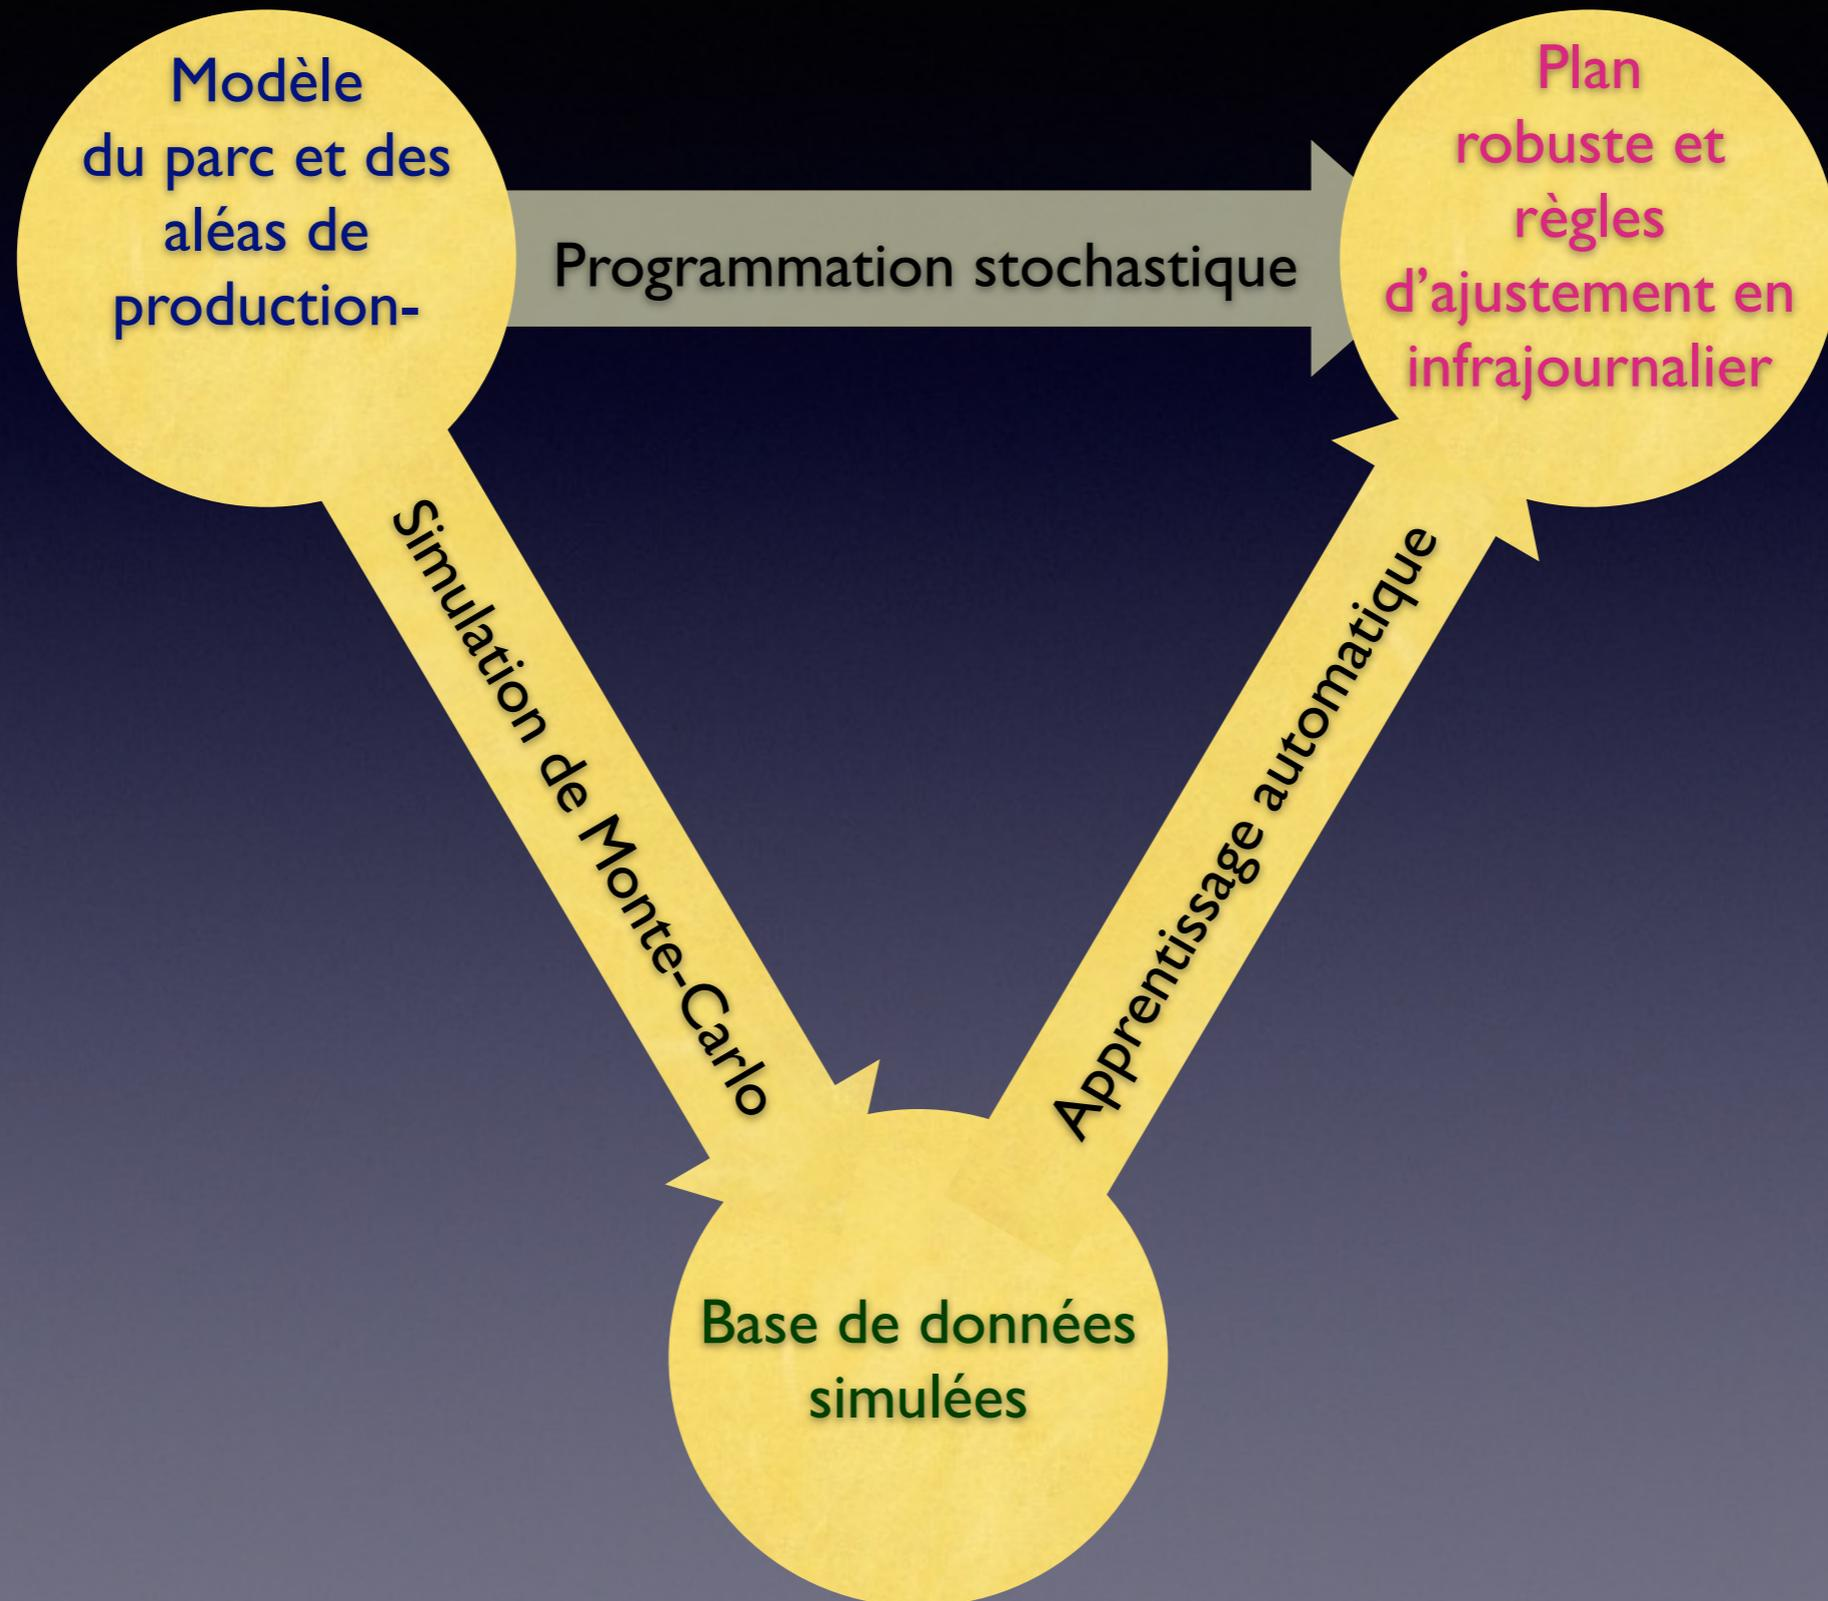 Modèle
du parc et des
aléas de
production-
Programmation stochastique
Plan
robuste et
règles
d'ajustement en
infrajournalier
Simulation de Monte-Carlo
Apprentissage automatique
Base de données
simulées